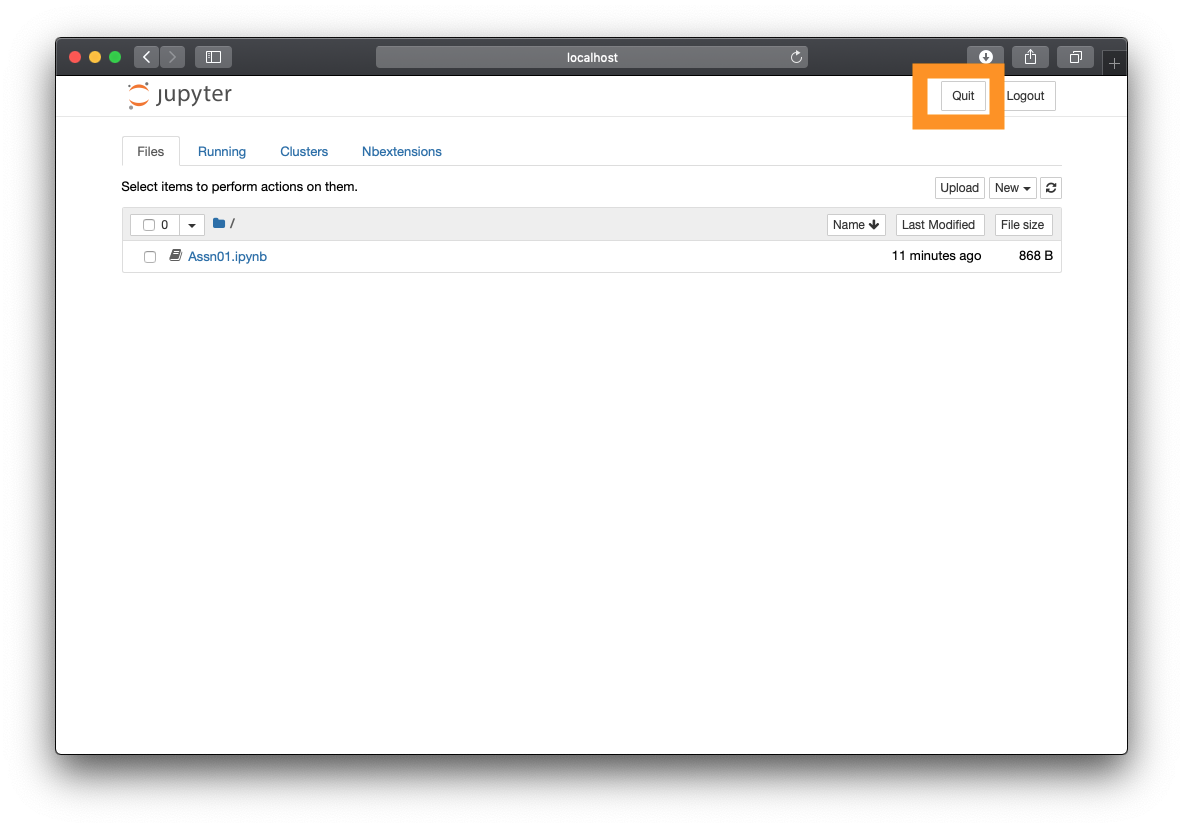 localhost
jupyter
Quit Logout
Files Running Clusters Nbextensions
Select items to perform actions on them.
Upload New
0 / Name Last Modified File size
Assn01.ipynb 11 minutes ago 868 B